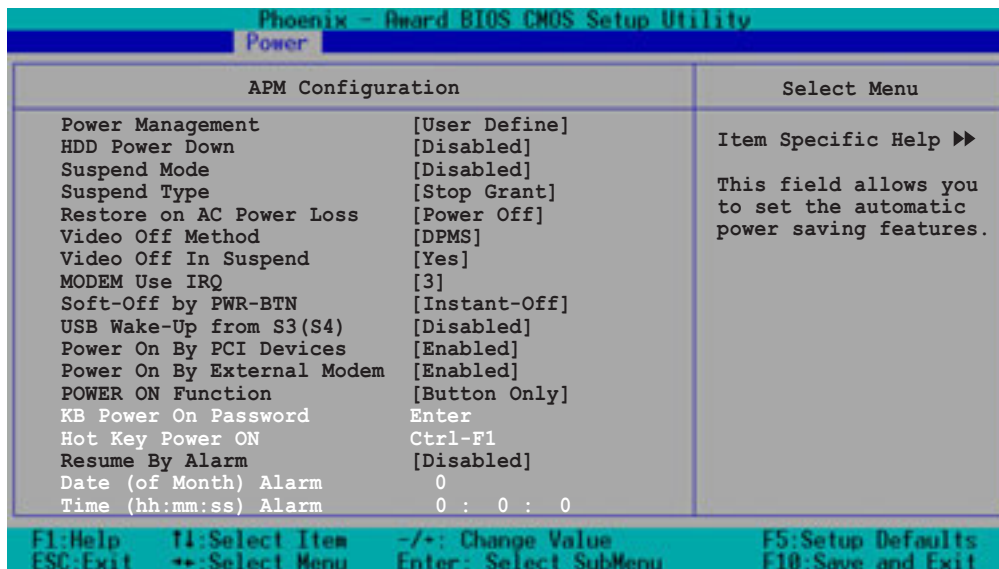 Phoenix - Award BIOS CMOS Setup Utility
Power
APM Configuration
Select Menu
Power Management [User Define]
HDD Power Down [Disabled]
Suspend Mode [Disabled]
Suspend Type [Stop Grant]
Restore on AC Power Loss [Power Off]
Video Off Method [DPMS]
Video Off In Suspend [Yes]
MODEM Use IRQ [3]
Soft-Off by PWR-BTN [Instant-Off]
USB Wake-Up from S3(S4) [Disabled]
Power On By PCI Devices [Enabled]
Power On By External Modem [Enabled]
POWER ON Function [Button Only]
KB Power On Password Enter
Hot Key Power ON Ctrl-F1
Resume By Alarm [Disabled]
Date (of Month) Alarm 0
Time (hh:mm:ss) Alarm 0 : 0 : 0
Item Specific Help ▶▶
This field allows you
to set the automatic
power saving features.
F1:Help ↑↓:Select Item -/+: Change Value F5:Setup Defaults
ESC:Exit ←→:Select Menu Enter: Select SubMenu F10:Save and Exit